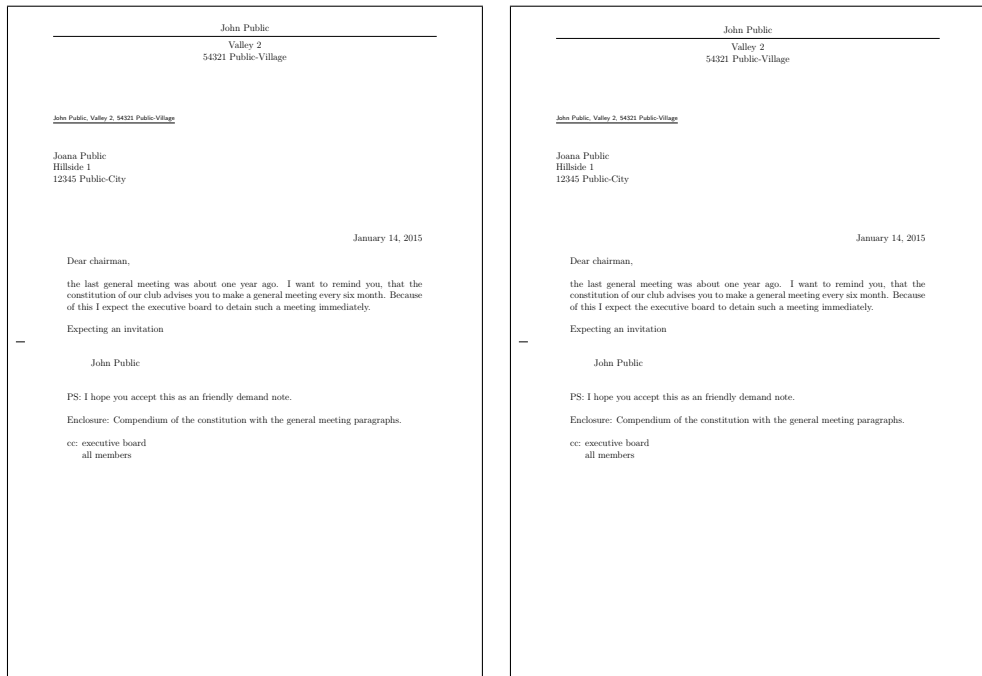 John Public
Valley 2
54321 Public-Village
John Public, Valley 2, 54321 Public-Village
Joana Public
Hillside 1
12345 Public-City
January 14, 2015
Dear chairman,
the last general meeting was about one year ago. I want to remind you, that the
constitution of our club advises you to make a general meeting every six month. Because
of this I expect the executive board to detain such a meeting immediately.
Expecting an invitation
John Public
PS: I hope you accept this as an friendly demand note.
Enclosure: Compendium of the constitution with the general meeting paragraphs.
cc: executive board
all members
John Public
Valley 2
54321 Public-Village
John Public, Valley 2, 54321 Public-Village
Joana Public
Hillside 1
12345 Public-City
January 14, 2015
Dear chairman,
the last general meeting was about one year ago. I want to remind you, that the
constitution of our club advises you to make a general meeting every six month. Because
of this I expect the executive board to detain such a meeting immediately.
Expecting an invitation
John Public
PS: I hope you accept this as an friendly demand note.
Enclosure: Compendium of the constitution with the general meeting paragraphs.
cc: executive board
all members